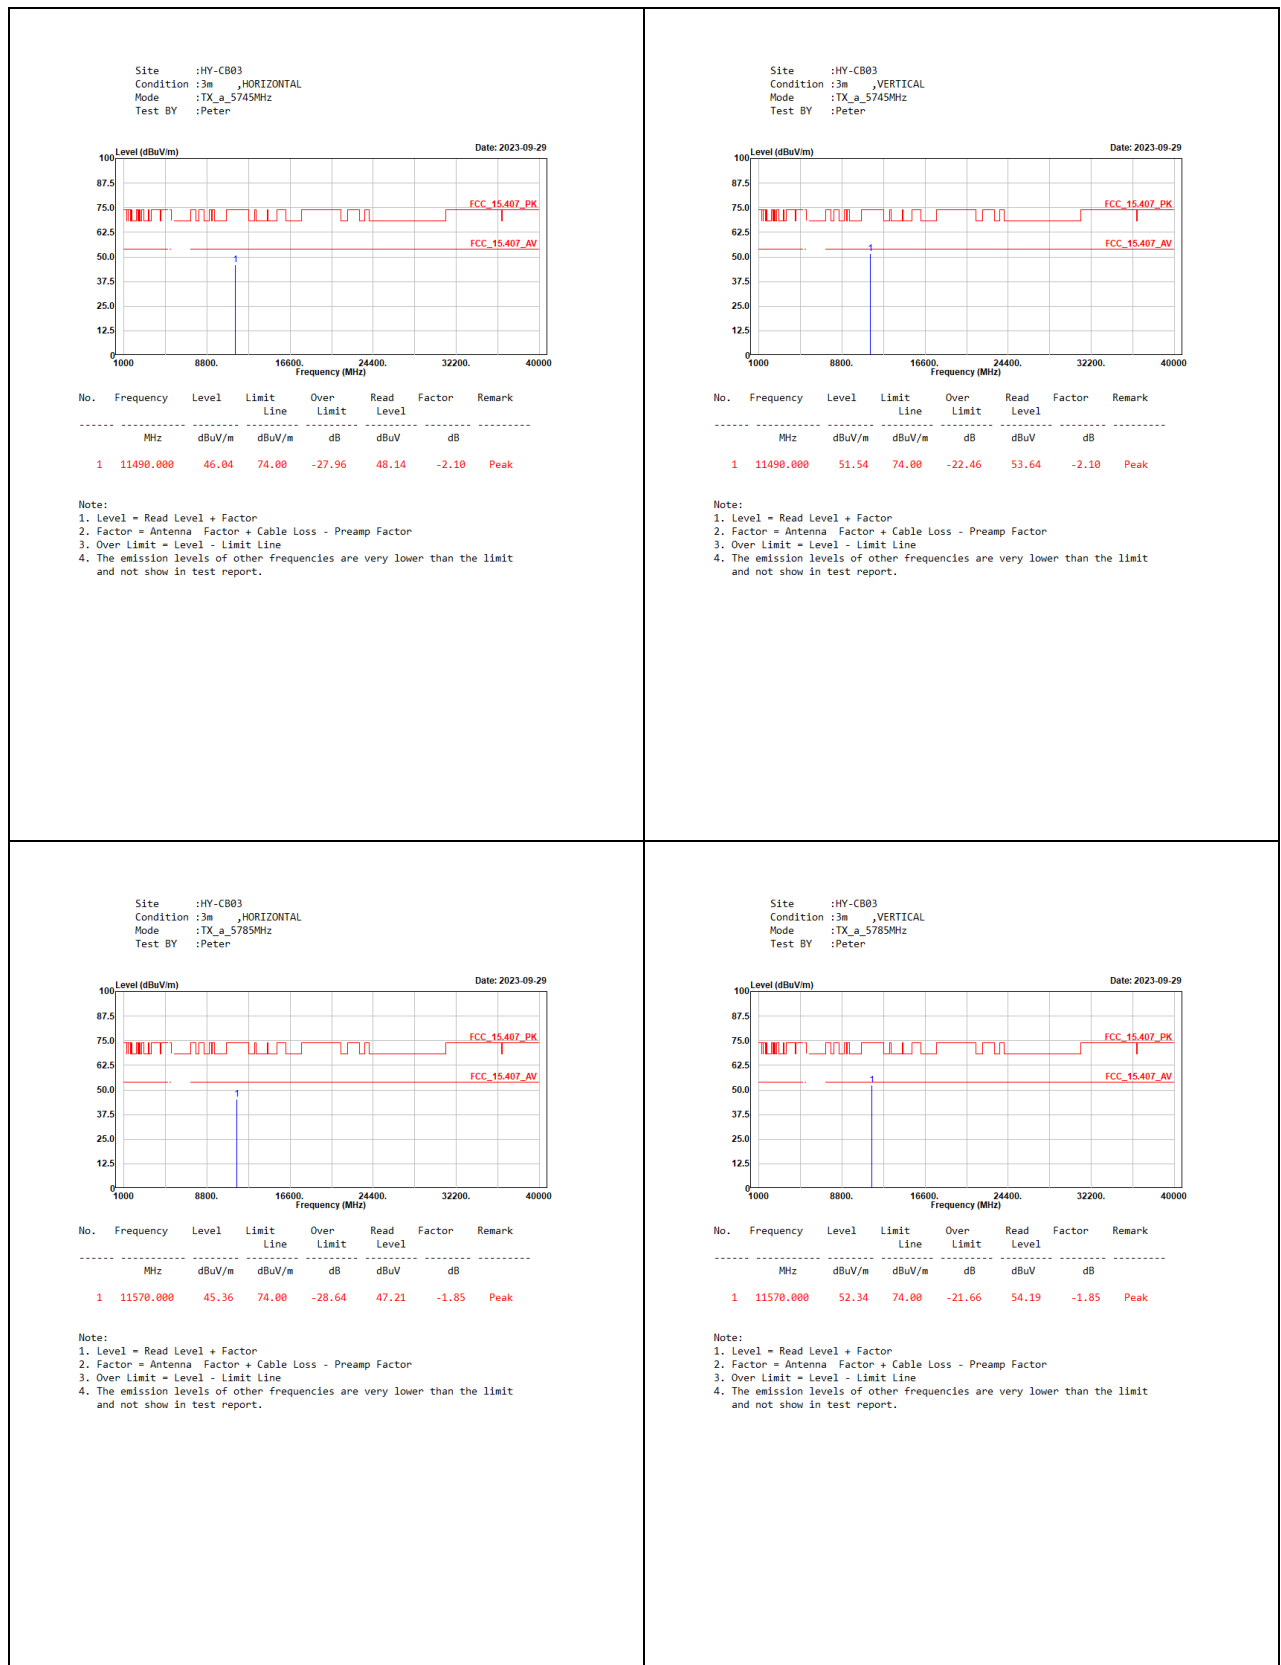 Site      :HY-CB03
Condition :3m    ,HORIZONTAL
Mode      :TX_a_5745MHz
Test BY   :Peter
Level (dBuV/m)
Date: 2023-09-29
100
87.5
75.0
FCC_15.407_PK
62.5
FCC_15.407_AV
50.0
1
37.5
25.0
12.5
0
1000 8800. 16600. 24400. 32200. 40000
Frequency (MHz)
No. Frequency Level Limit Over Read Factor Remark
Line Limit Level
------ ----------- -------- -------- --------- --------- -------- ---------
MHz dBuV/m dBuV/m dB dBuV dB
1 11490.000 46.04 74.00 -27.96 48.14 -2.10 Peak
Note:
1. Level = Read Level + Factor
2. Factor = Antenna  Factor + Cable Loss - Preamp Factor
3. Over Limit = Level - Limit Line
4. The emission levels of other frequencies are very lower than the limit
and not show in test report.
Site      :HY-CB03
Condition :3m    ,VERTICAL
Mode      :TX_a_5745MHz
Test BY   :Peter
Level (dBuV/m)
Date: 2023-09-29
100
87.5
75.0
FCC_15.407_PK
62.5
FCC_15.407_AV
1
50.0
37.5
25.0
12.5
0
1000 8800. 16600. 24400. 32200. 40000
Frequency (MHz)
No. Frequency Level Limit Over Read Factor Remark
Line Limit Level
------ ----------- -------- -------- --------- --------- -------- ---------
MHz dBuV/m dBuV/m dB dBuV dB
1 11490.000 51.54 74.00 -22.46 53.64 -2.10 Peak
Note:
1. Level = Read Level + Factor
2. Factor = Antenna  Factor + Cable Loss - Preamp Factor
3. Over Limit = Level - Limit Line
4. The emission levels of other frequencies are very lower than the limit
and not show in test report.
Site      :HY-CB03
Condition :3m    ,HORIZONTAL
Mode      :TX_a_5785MHz
Test BY   :Peter
Level (dBuV/m)
Date: 2023-09-29
100
87.5
75.0
FCC_15.407_PK
62.5
FCC_15.407_AV
50.0
1
37.5
25.0
12.5
0
1000 8800. 16600. 24400. 32200. 40000
Frequency (MHz)
No. Frequency Level Limit Over Read Factor Remark
Line Limit Level
------ ----------- -------- -------- --------- --------- -------- ---------
MHz dBuV/m dBuV/m dB dBuV dB
1 11570.000 45.36 74.00 -28.64 47.21 -1.85 Peak
Note:
1. Level = Read Level + Factor
2. Factor = Antenna  Factor + Cable Loss - Preamp Factor
3. Over Limit = Level - Limit Line
4. The emission levels of other frequencies are very lower than the limit
and not show in test report.
Site      :HY-CB03
Condition :3m    ,VERTICAL
Mode      :TX_a_5785MHz
Test BY   :Peter
Level (dBuV/m)
Date: 2023-09-29
100
87.5
75.0
FCC_15.407_PK
62.5
FCC_15.407_AV
1
50.0
37.5
25.0
12.5
0
1000 8800. 16600. 24400. 32200. 40000
Frequency (MHz)
No. Frequency Level Limit Over Read Factor Remark
Line Limit Level
------ ----------- -------- -------- --------- --------- -------- ---------
MHz dBuV/m dBuV/m dB dBuV dB
1 11570.000 52.34 74.00 -21.66 54.19 -1.85 Peak
Note:
1. Level = Read Level + Factor
2. Factor = Antenna  Factor + Cable Loss - Preamp Factor
3. Over Limit = Level - Limit Line
4. The emission levels of other frequencies are very lower than the limit
and not show in test report.